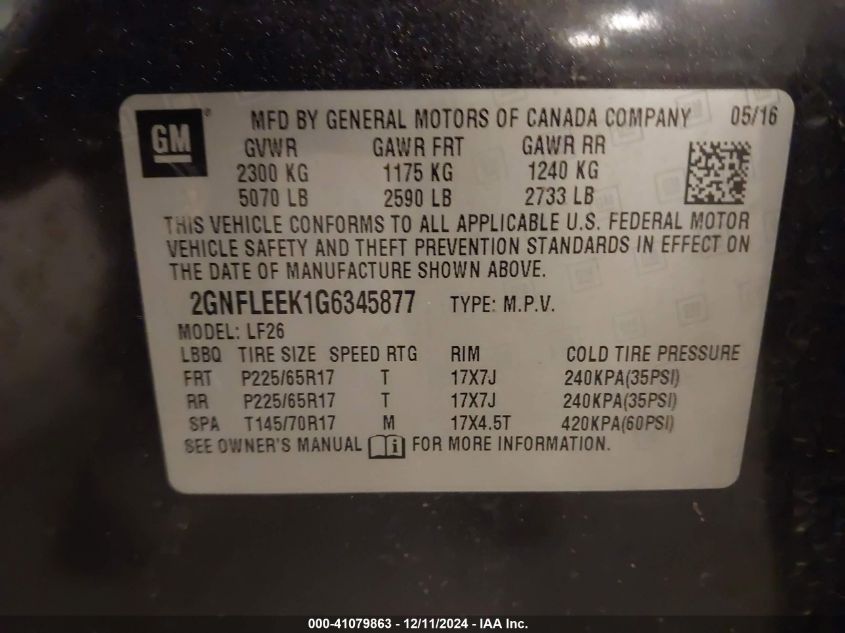 GM ® MFD BY GENERAL MOTORS OF CANADA COMPANY 05/16
GVWR GAWR FRT GAWR RR
2300 KG 1175 KG 1240 KG
5070 LB 2590 LB 2733 LB
THIS VEHICLE CONFORMS TO ALL APPLICABLE U.S. FEDERAL MOTOR
VEHICLE SAFETY AND THEFT PREVENTION STANDARDS IN EFFECT ON
THE DATE OF MANUFACTURE SHOWN ABOVE.
2GNFLEEK1G6345877 TYPE: M.P.V.
MODEL: LF26
LBBQ TIRE SIZE SPEED RTG RIM COLD TIRE PRESSURE
FRT P225/65R17 T 17X7J 240KPA(35PSI)
RR P225/65R17 T 17X7J 240KPA(35PSI)
SPA T145/70R17 M 17X4.5T 420KPA(60PSI)
SEE OWNER'S MANUAL i FOR MORE INFORMATION.
000-41079863 - 12/11/2024 - IAA Inc.